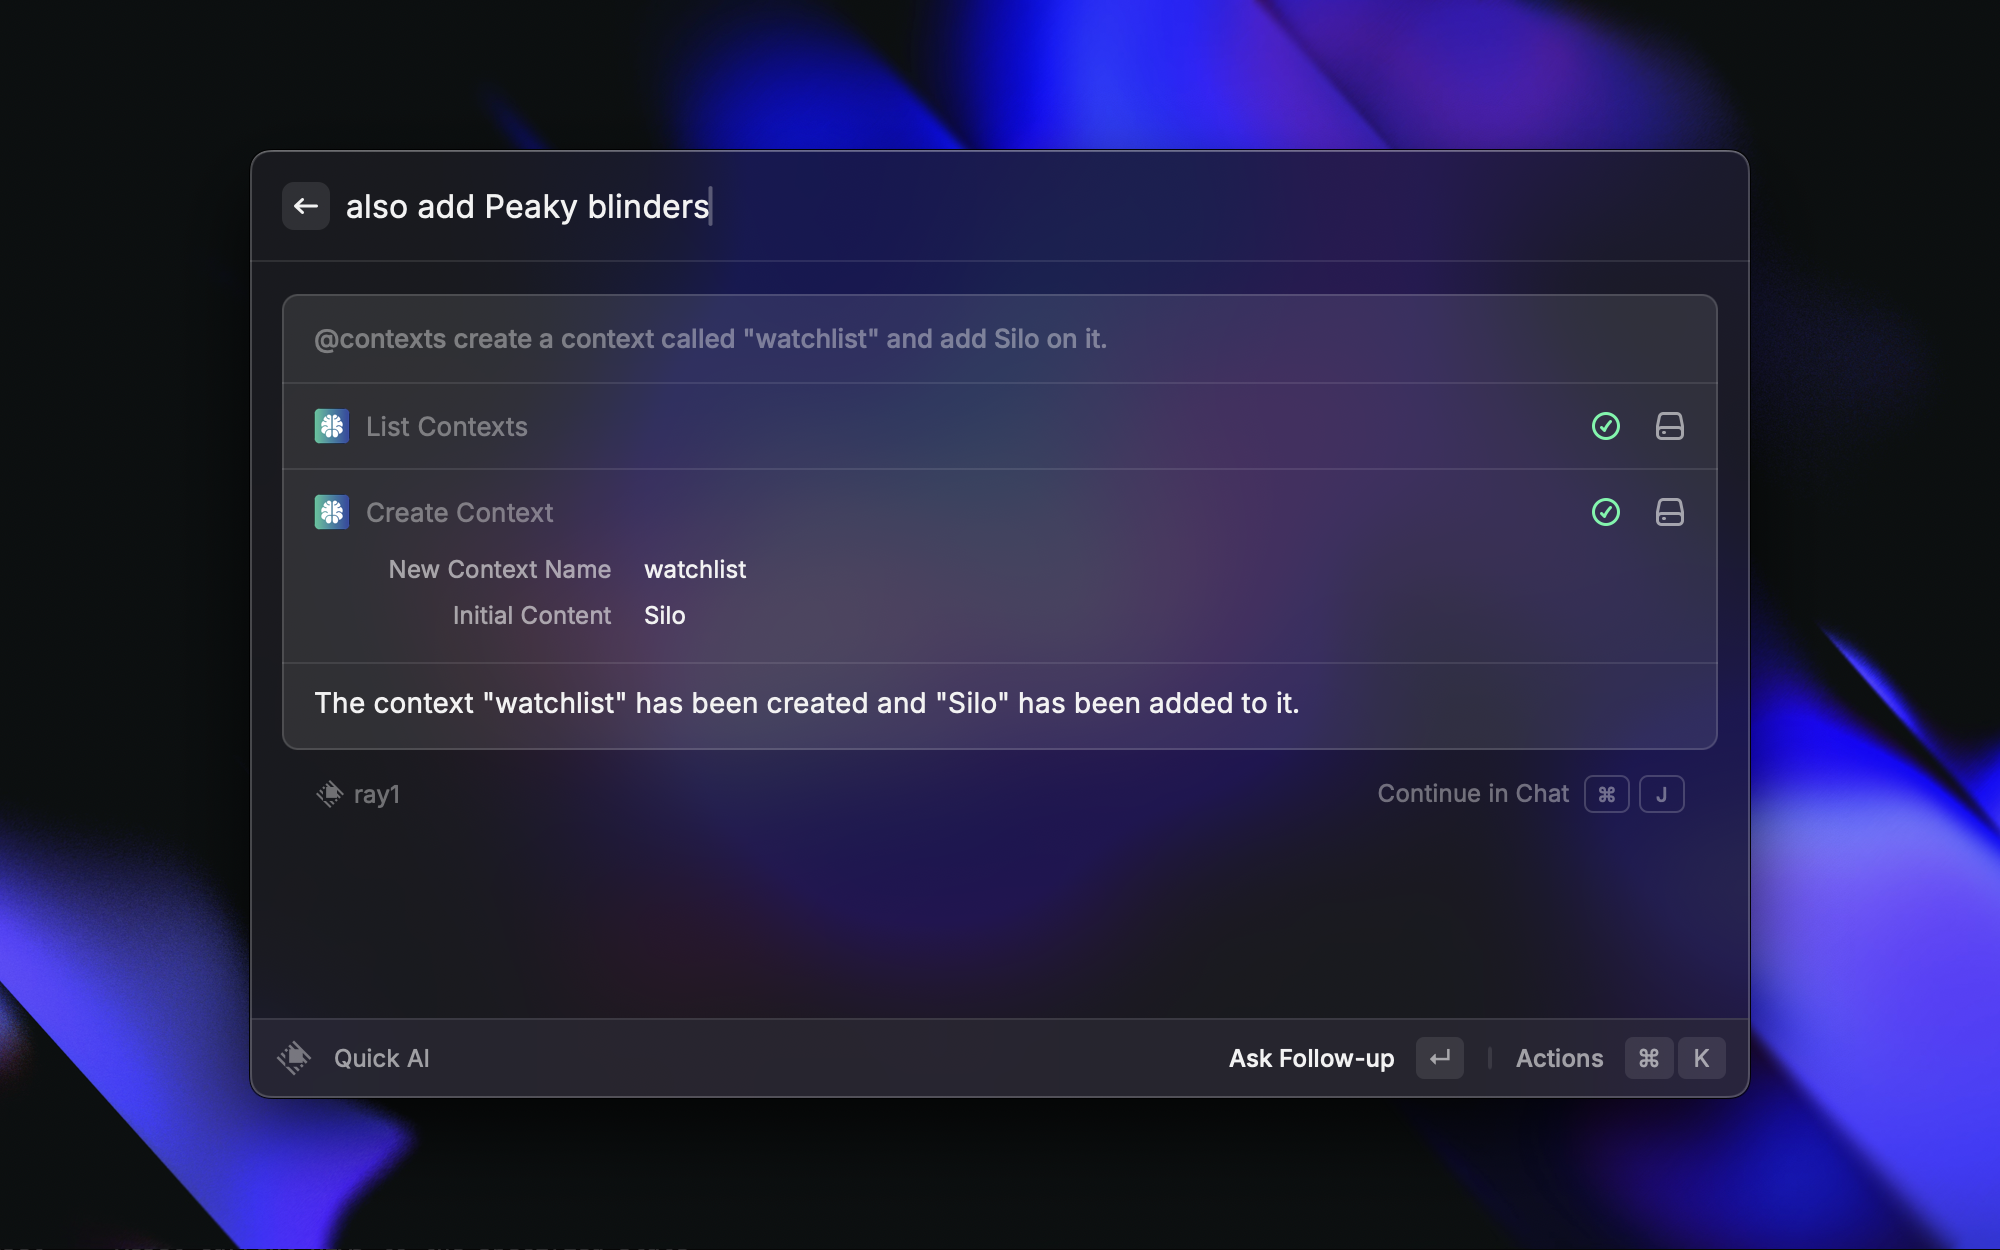 also add Peaky blinders
@contexts create a context called "watchlist" and add Silo on it.
List Contexts
Create Context
New Context Name watchlist
Initial Content Silo
The context "watchlist" has been created and "Silo" has been added to it.
ray1 Continue in Chat ⌘ J
Quick AI Ask Follow-up ↵ Actions ⌘ K